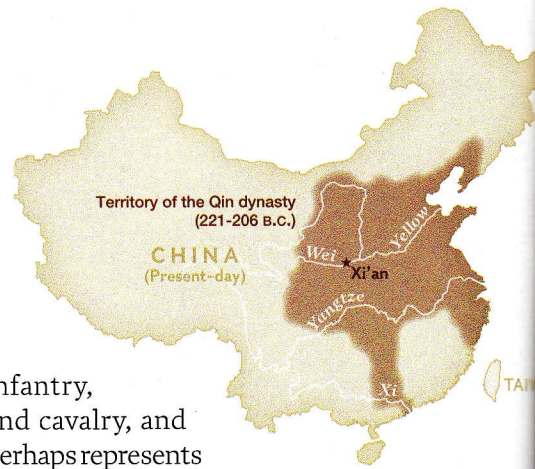 Territory of the Qin dynasty
(221-206 B.C.)
CHINA
(Present-day)
Wei
Yellow
Xi'an
Yangtze
Xi
TAI
nfantry,
nd cavalry, and
erhaps represents